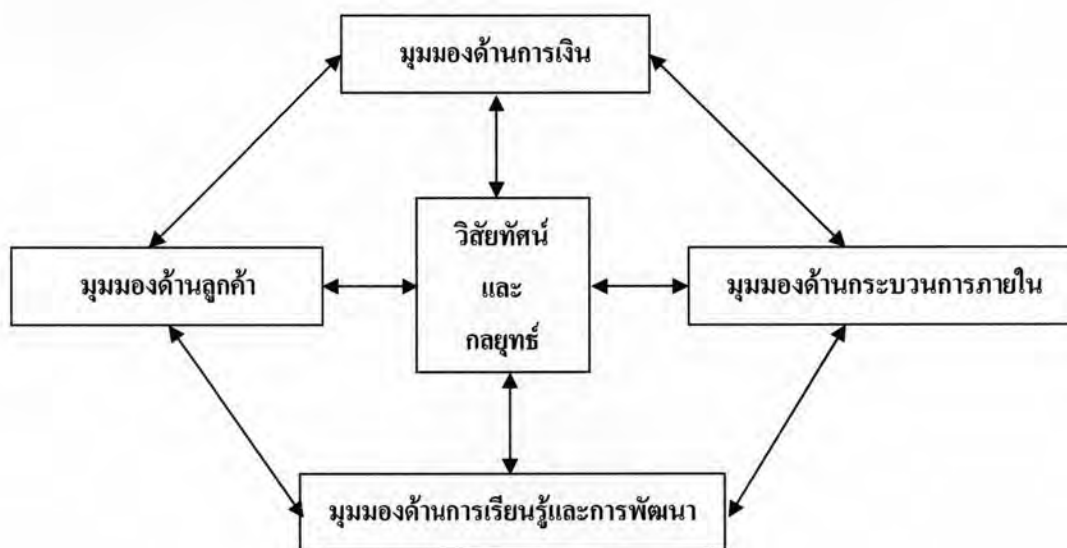 มุมมองด้านการเงิน
วิสัยทัศน์
และ
กลยุทธ์
มุมมองด้านลูกค้า
มุมมองด้านกระบวนการภายใน
มุมมองด้านการเรียนรู้และการพัฒนา